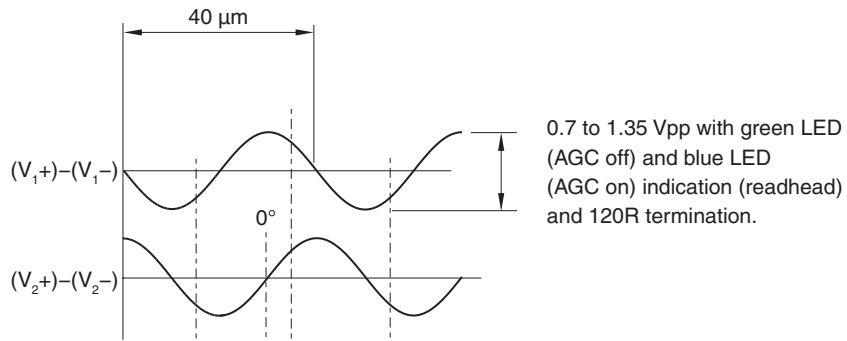 40 µm
0.7 to 1.35 Vpp with green LED
(AGC off) and blue LED
(AGC on) indication (readhead)
and 120R termination.
(V₁+)–(V₁-)
0°
(V₂+)–(V₂-)